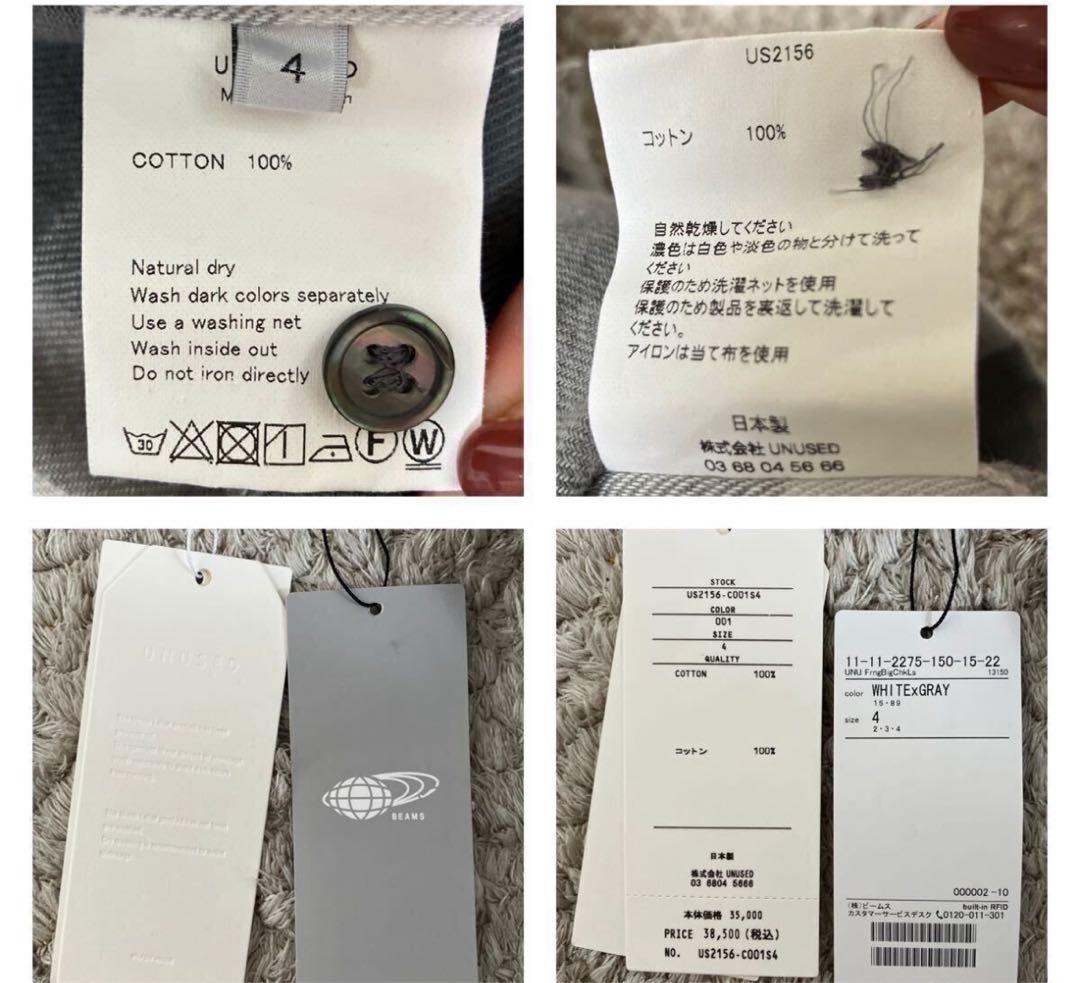 4
COTTON 100%
Natural dry
Wash dark colors separately
Use a washing net
Wash inside out
Do not iron directly
30
F
W
US2156
コットン 100%
自然乾燥してください
濃色は白色や淡色の物と分けて洗って
ください
保護のため洗濯ネットを使用
保護のため製品を裏返して洗濯して
ください。
アイロンは当て布を使用
日本製
株式会社 UNUSED
03 68 04 56 66
UNUSED
BEAMS
STOCK
US2156-C001S4
COLOR
001
SIZE
4
QUALITY
COTTON 100%
コットン 100%
日本製
株式会社 UNUSED
03 6804 5666
本体価格 35,000
PRICE 38,500 (税込)
NO. US2156-C001S4
11-11-2275-150-15-22
UNU FrngBigChkLs 13150
color WHITExGRAY
15-89
size 4
2・3・4
000002-10
(株)ビームス built-in RFID
カスタマーサービスデスク 0120-011-301